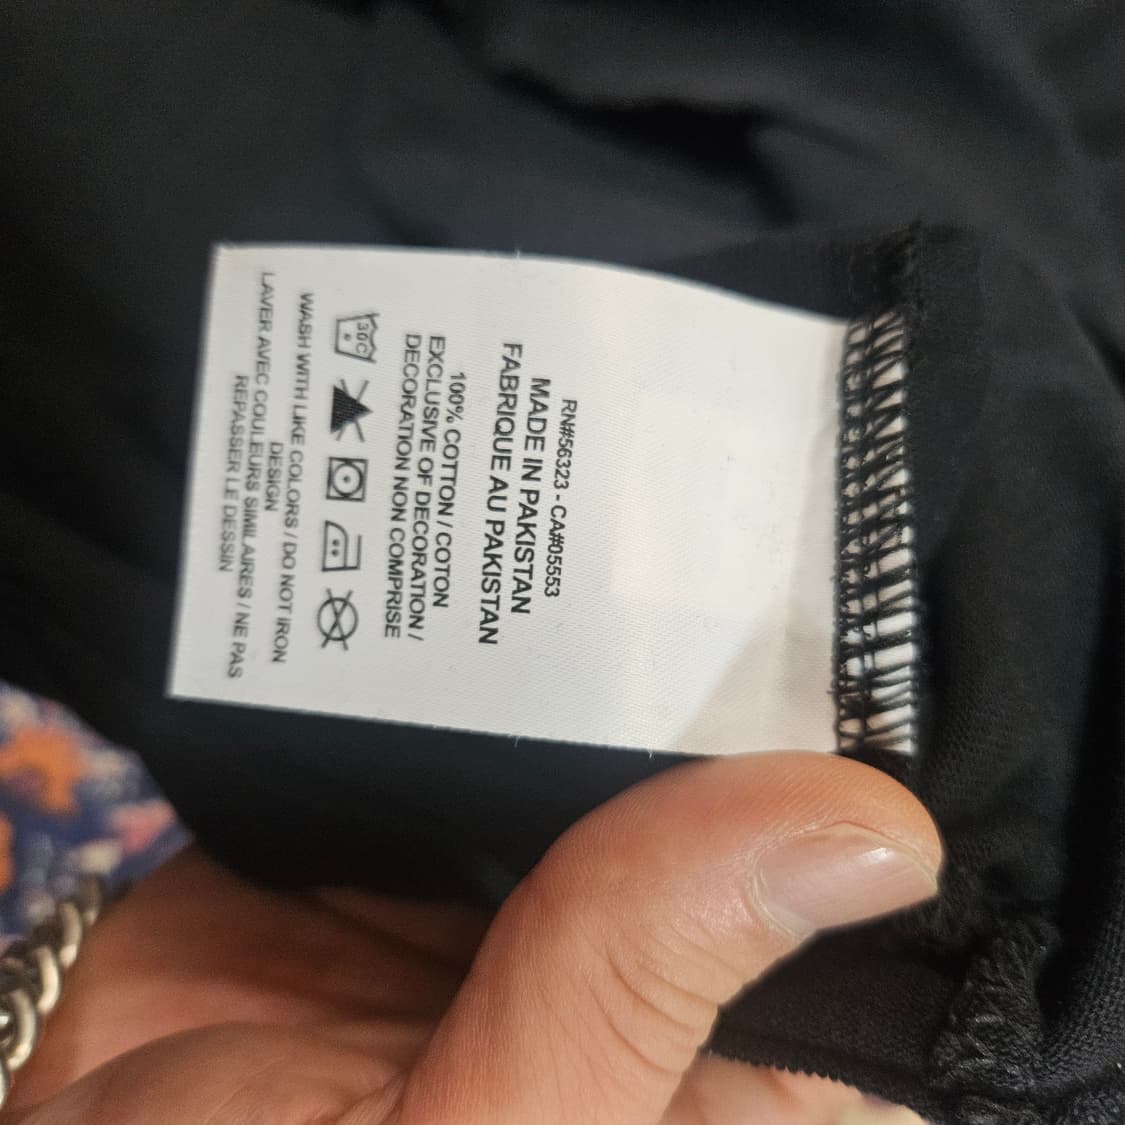 RN#56323 - CA#05553
MADE IN PAKISTAN
FABRIQUE AU PAKISTAN
100% COTTON / COTON
EXCLUSIVE OF DECORATION /
DECORATION NON COMPRISE
30C
WASH WITH LIKE COLORS / DO NOT IRON
DESIGN
LAVER AVEC COULEURS SIMILAIRES / NE PAS
REPASSER LE DESSIN